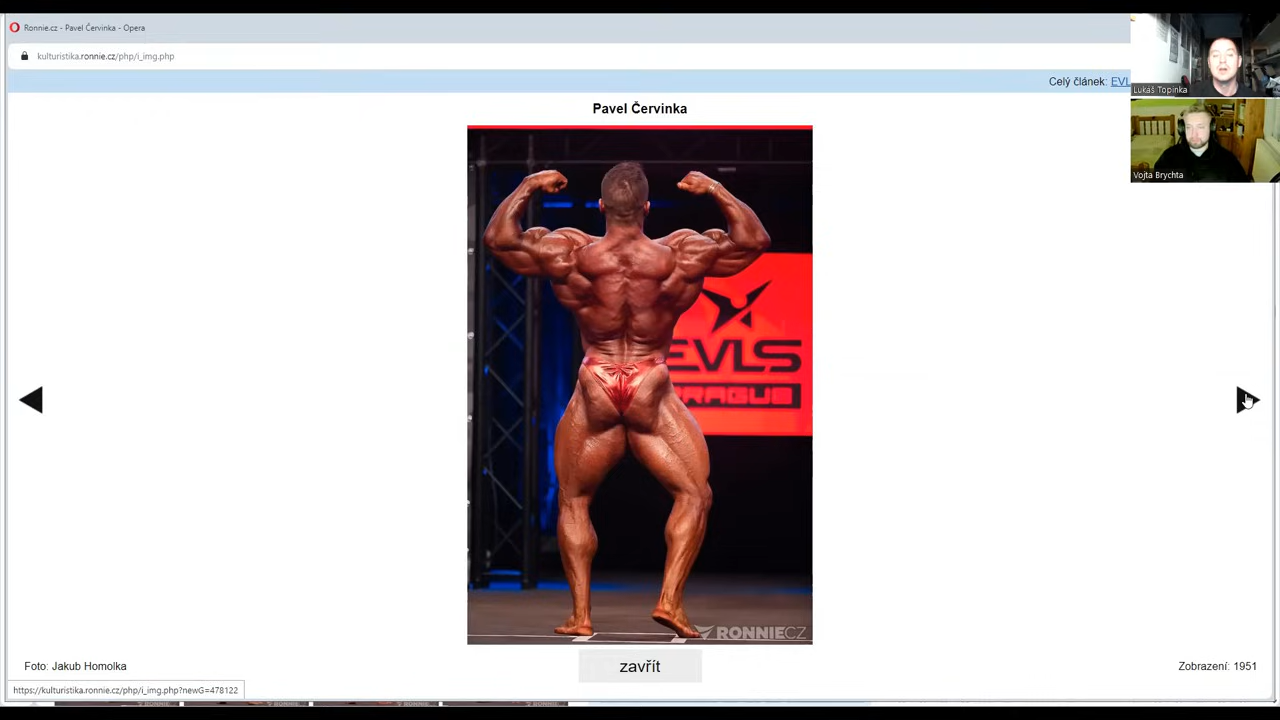 Ronnie.cz - Pavel Červinka - Opera
kulturistika.ronnie.cz/php/i_img.php
Celý článek: EVL
Lukáš Topinka
Pavel Červinka
Vojta Brychta
EVLS
PRAGUE
RONNIECZ
zavřít
Foto: Jakub Homolka
Zobrazení: 1951
https://kulturistika.ronnie.cz/php/i_img.php?newG=478122